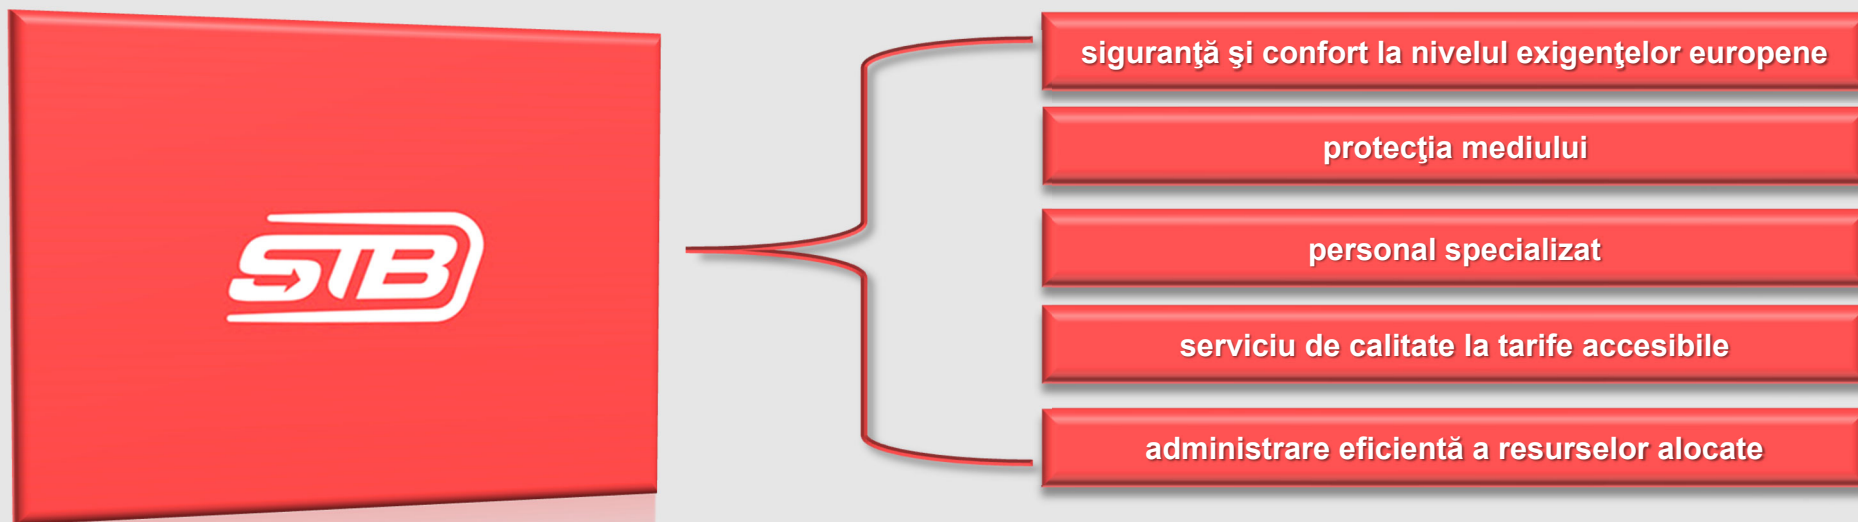 STB
siguranţă şi confort la nivelul exigenţelor europene
protecţia mediului
personal specializat
serviciu de calitate la tarife accesibile
administrare eficientă a resurselor alocate